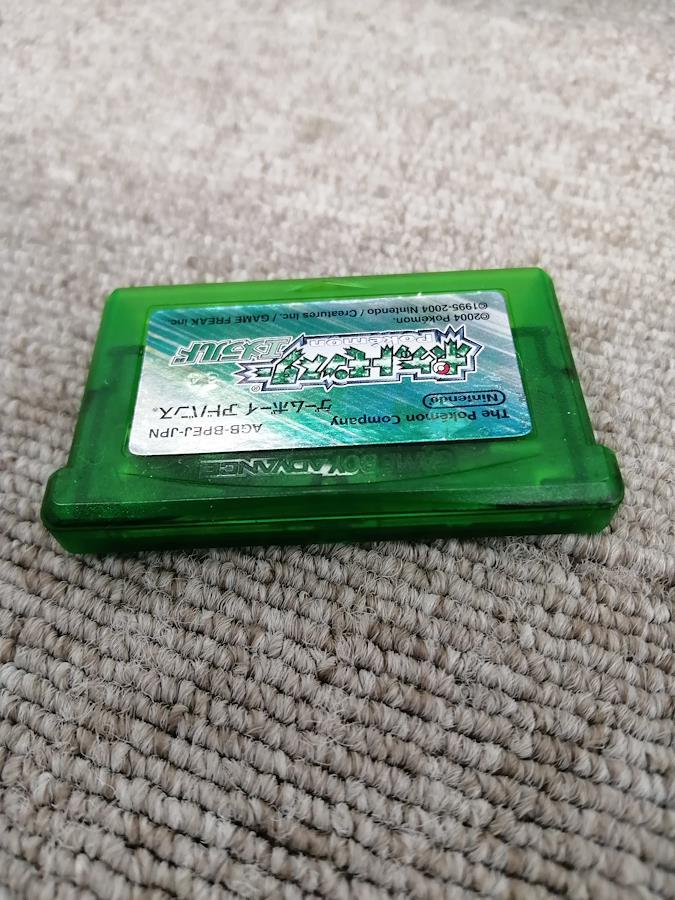 GAME BOY ADVANCE
AGB-BPEJ-JPN
The Pokémon Company
Nintendo®
ゲームボーイアドバンス®
ポケットモンスター®
Pokémon
エメラルド
©2004 Pokémon.
©1995-2004 Nintendo / Creatures inc. / GAME FREAK inc.